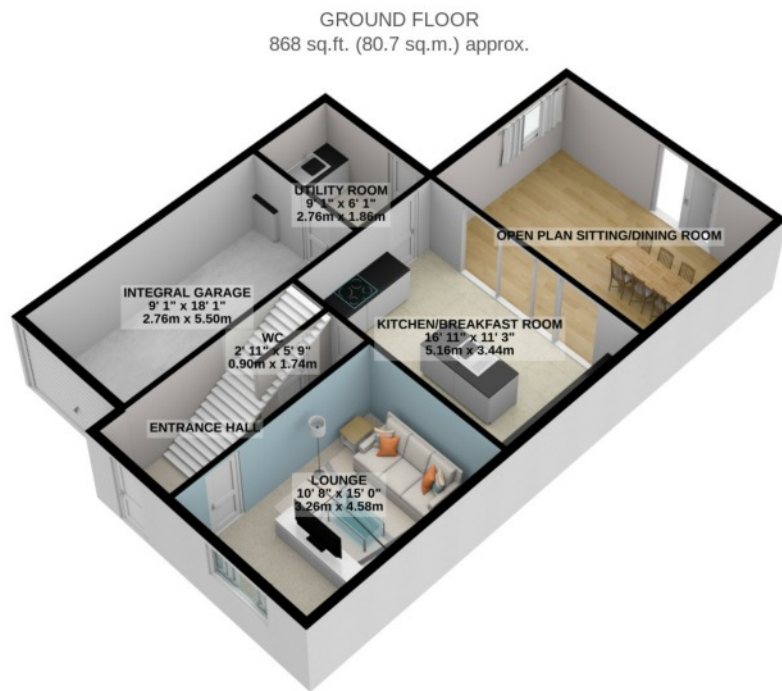 GROUND FLOOR
868 sq.ft. (80.7 sq.m.) approx.
UTILITY ROOM
9' 1" x 6' 1"
2.76m x 1.86m
OPEN PLAN SITTING/DINING ROOM
INTEGRAL GARAGE
9' 1" x 18' 1"
2.76m x 5.50m
WC
2' 11" x 5' 9"
0.90m x 1.74m
KITCHEN/BREAKFAST ROOM
16' 11" x 11' 3"
5.16m x 3.44m
ENTRANCE HALL
LOUNGE
10' 8" x 15' 0"
3.26m x 4.58m